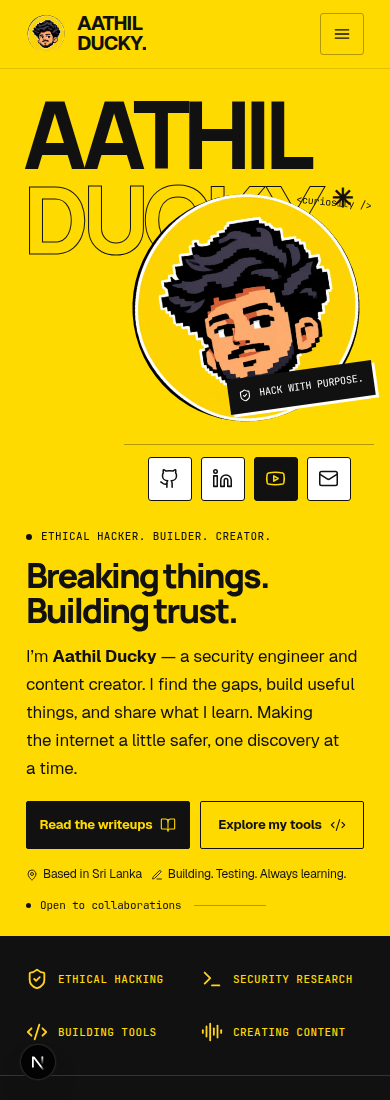 AATHIL
DUCKY.
AATHIL
DUCKY
<curiosity />
HACK WITH PURPOSE.
ETHICAL HACKER. BUILDER. CREATOR.
Breaking things.
Building trust.
I'm Aathil Ducky — a security engineer and
content creator. I find the gaps, build useful
things, and share what I learn. Making
the internet a little safer, one discovery at
a time.
Read the writeups
Explore my tools
Based in Sri Lanka Building. Testing. Always learning.
Open to collaborations
ETHICAL HACKING SECURITY RESEARCH
BUILDING TOOLS CREATING CONTENT
N